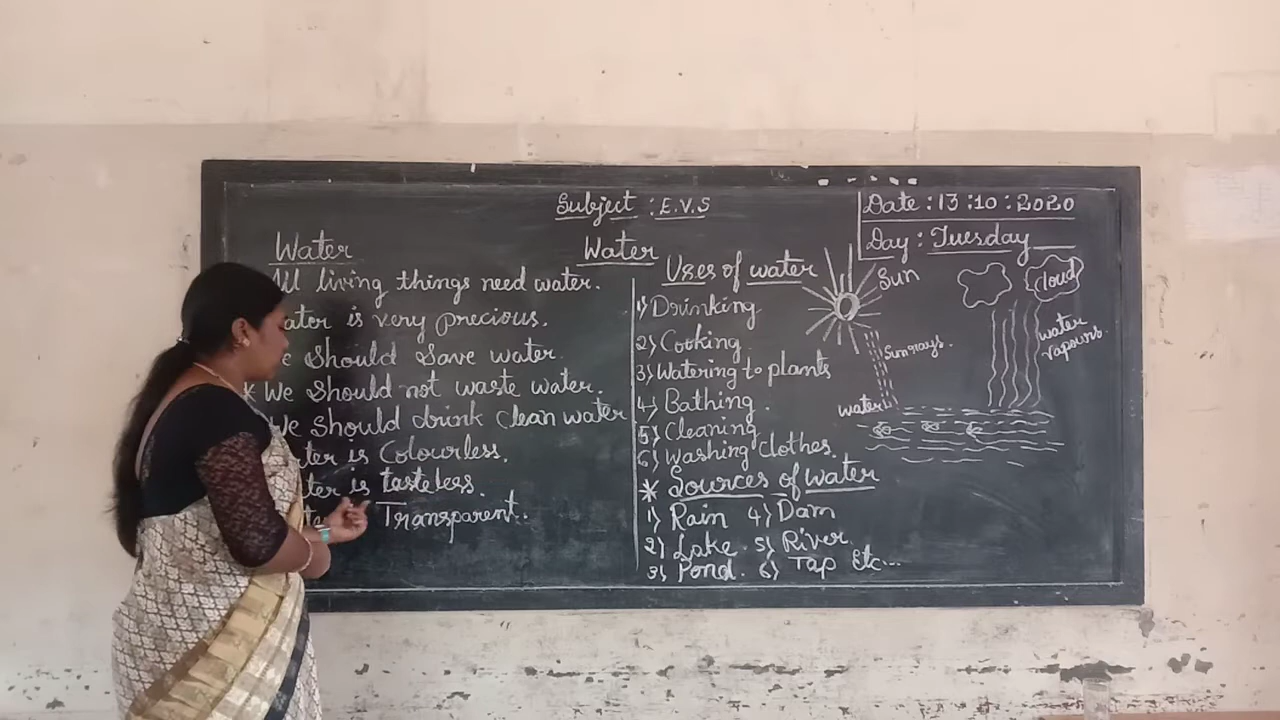 Subject : E.V.S
Date : 13 : 10 : 2020
Day : Tuesday
Water
Water
All living things need water.
ater is very precious.
e should save water.
* We should not waste water.
We should drink clean water
ter is Colourless.
ter is tasteless.
te Transparent.
Uses of water
1) Drinking
2) Cooking
3) Watering to plants
4) Bathing.
5) Cleaning
6) Washing clothes.
* Sources of water
1) Rain 4) Dam
2) Lake. 5) River.
3) Pond. 6) Tap Etc...
Sun
Sunrays.
water
cloud
water
vapours.